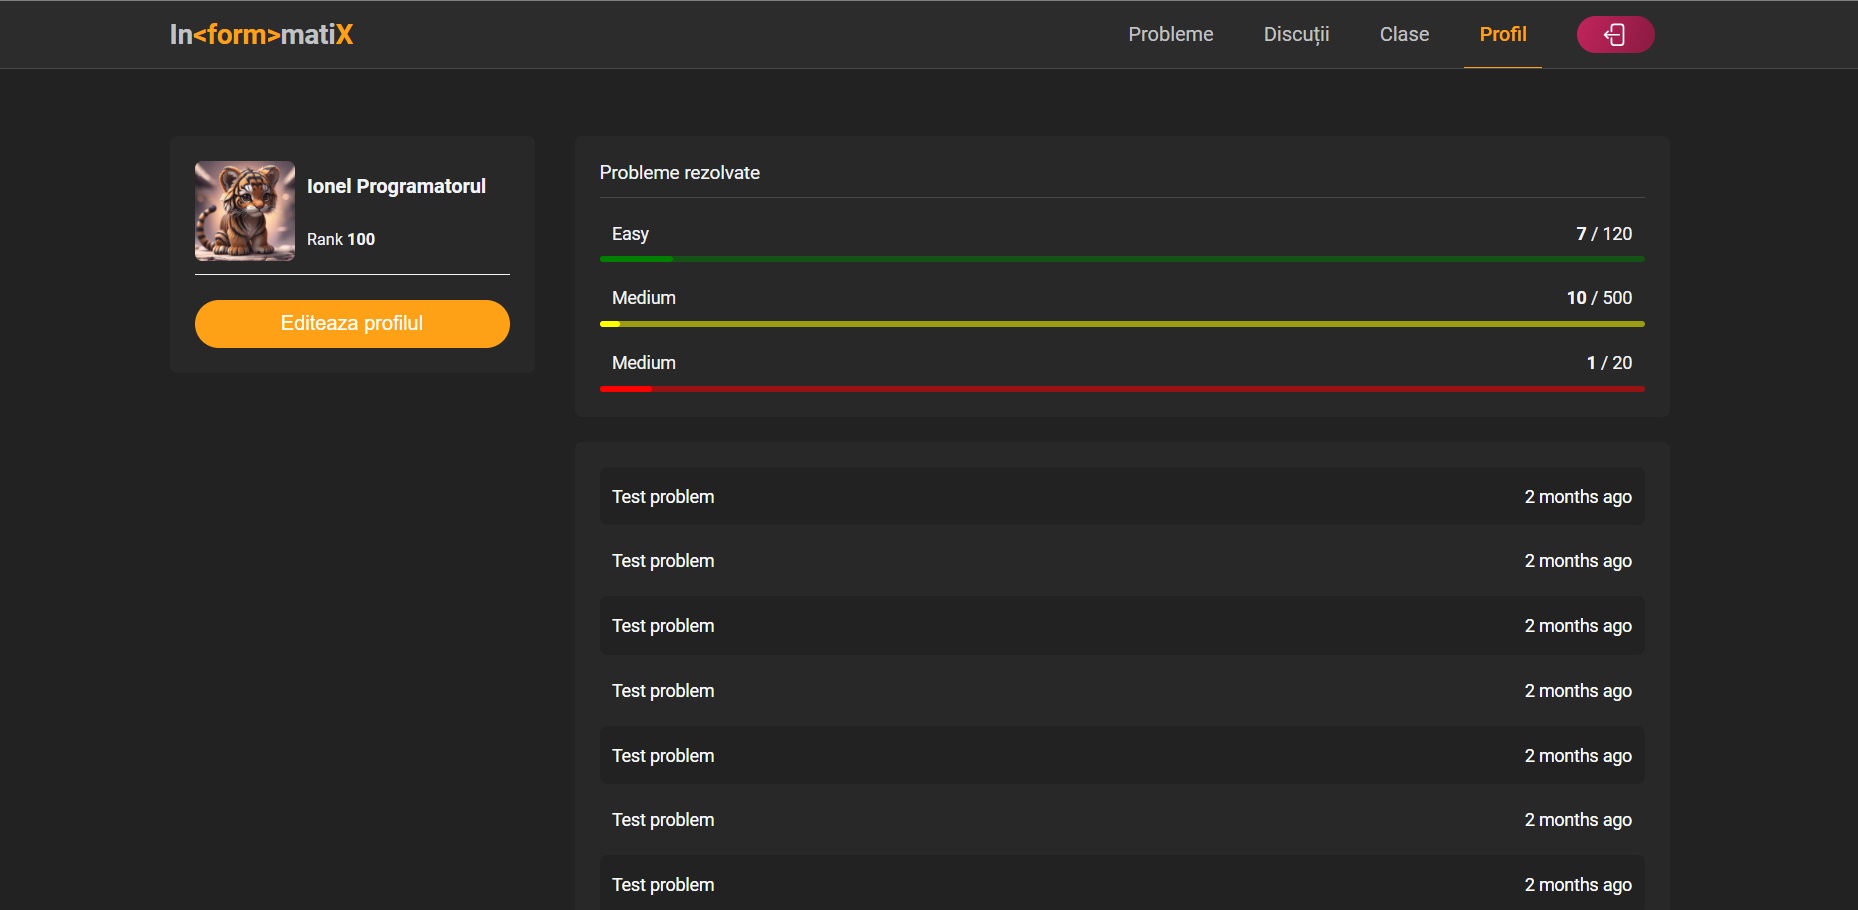 In<form>matiX
Probleme
Discuții
Clase
Profil
Ionel Programatorul
Rank 100
Editeaza profilul
Probleme rezolvate
Easy 7 / 120
Medium 10 / 500
Medium 1 / 20
Test problem 2 months ago
Test problem 2 months ago
Test problem 2 months ago
Test problem 2 months ago
Test problem 2 months ago
Test problem 2 months ago
Test problem 2 months ago